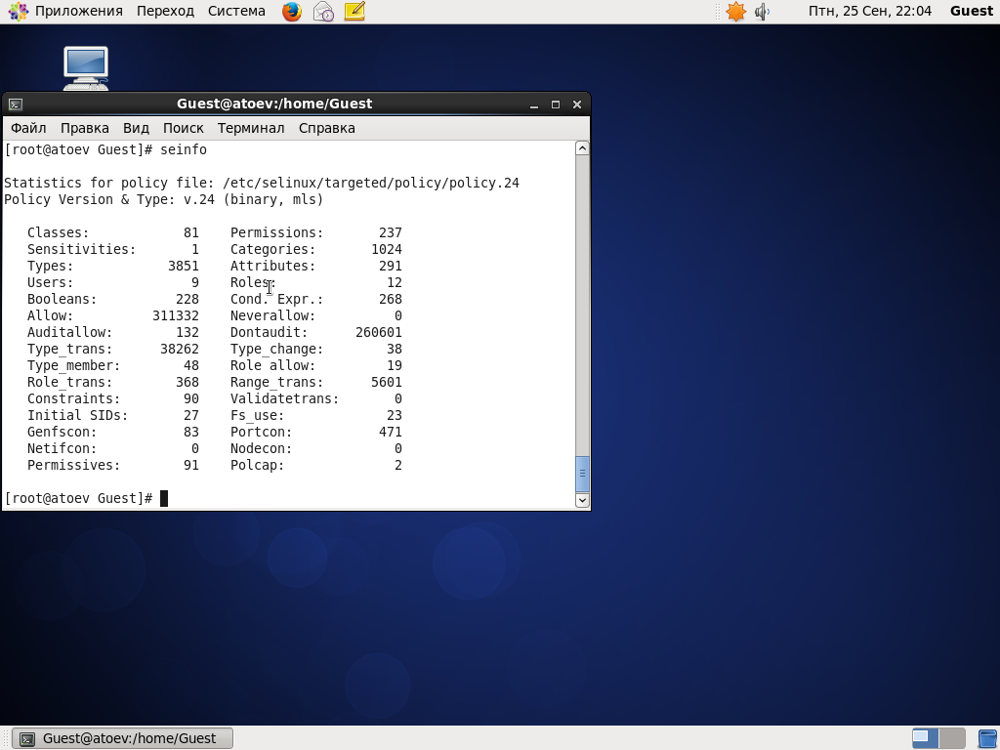 Приложения Переход Система Птн, 25 Сен, 22:04 Guest
Guest@atoev:/home/Guest
Файл Правка Вид Поиск Терминал Справка
[root@atoev Guest]# seinfo
Statistics for policy file: /etc/selinux/targeted/policy/policy.24
Policy Version & Type: v.24 (binary, mls)
Classes: 81 Permissions: 237
Sensitivities: 1 Categories: 1024
Types: 3851 Attributes: 291
Users: 9 Roles: 12
Booleans: 228 Cond. Expr.: 268
Allow: 311332 Neverallow: 0
Auditallow: 132 Dontaudit: 260601
Type_trans: 38262 Type_change: 38
Type_member: 48 Role allow: 19
Role_trans: 368 Range_trans: 5601
Constraints: 90 Validatetrans: 0
Initial SIDs: 27 Fs_use: 23
Genfscon: 83 Portcon: 471
Netifcon: 0 Nodecon: 0
Permissives: 91 Polcap: 2
[root@atoev Guest]#
Guest@atoev:/home/Guest